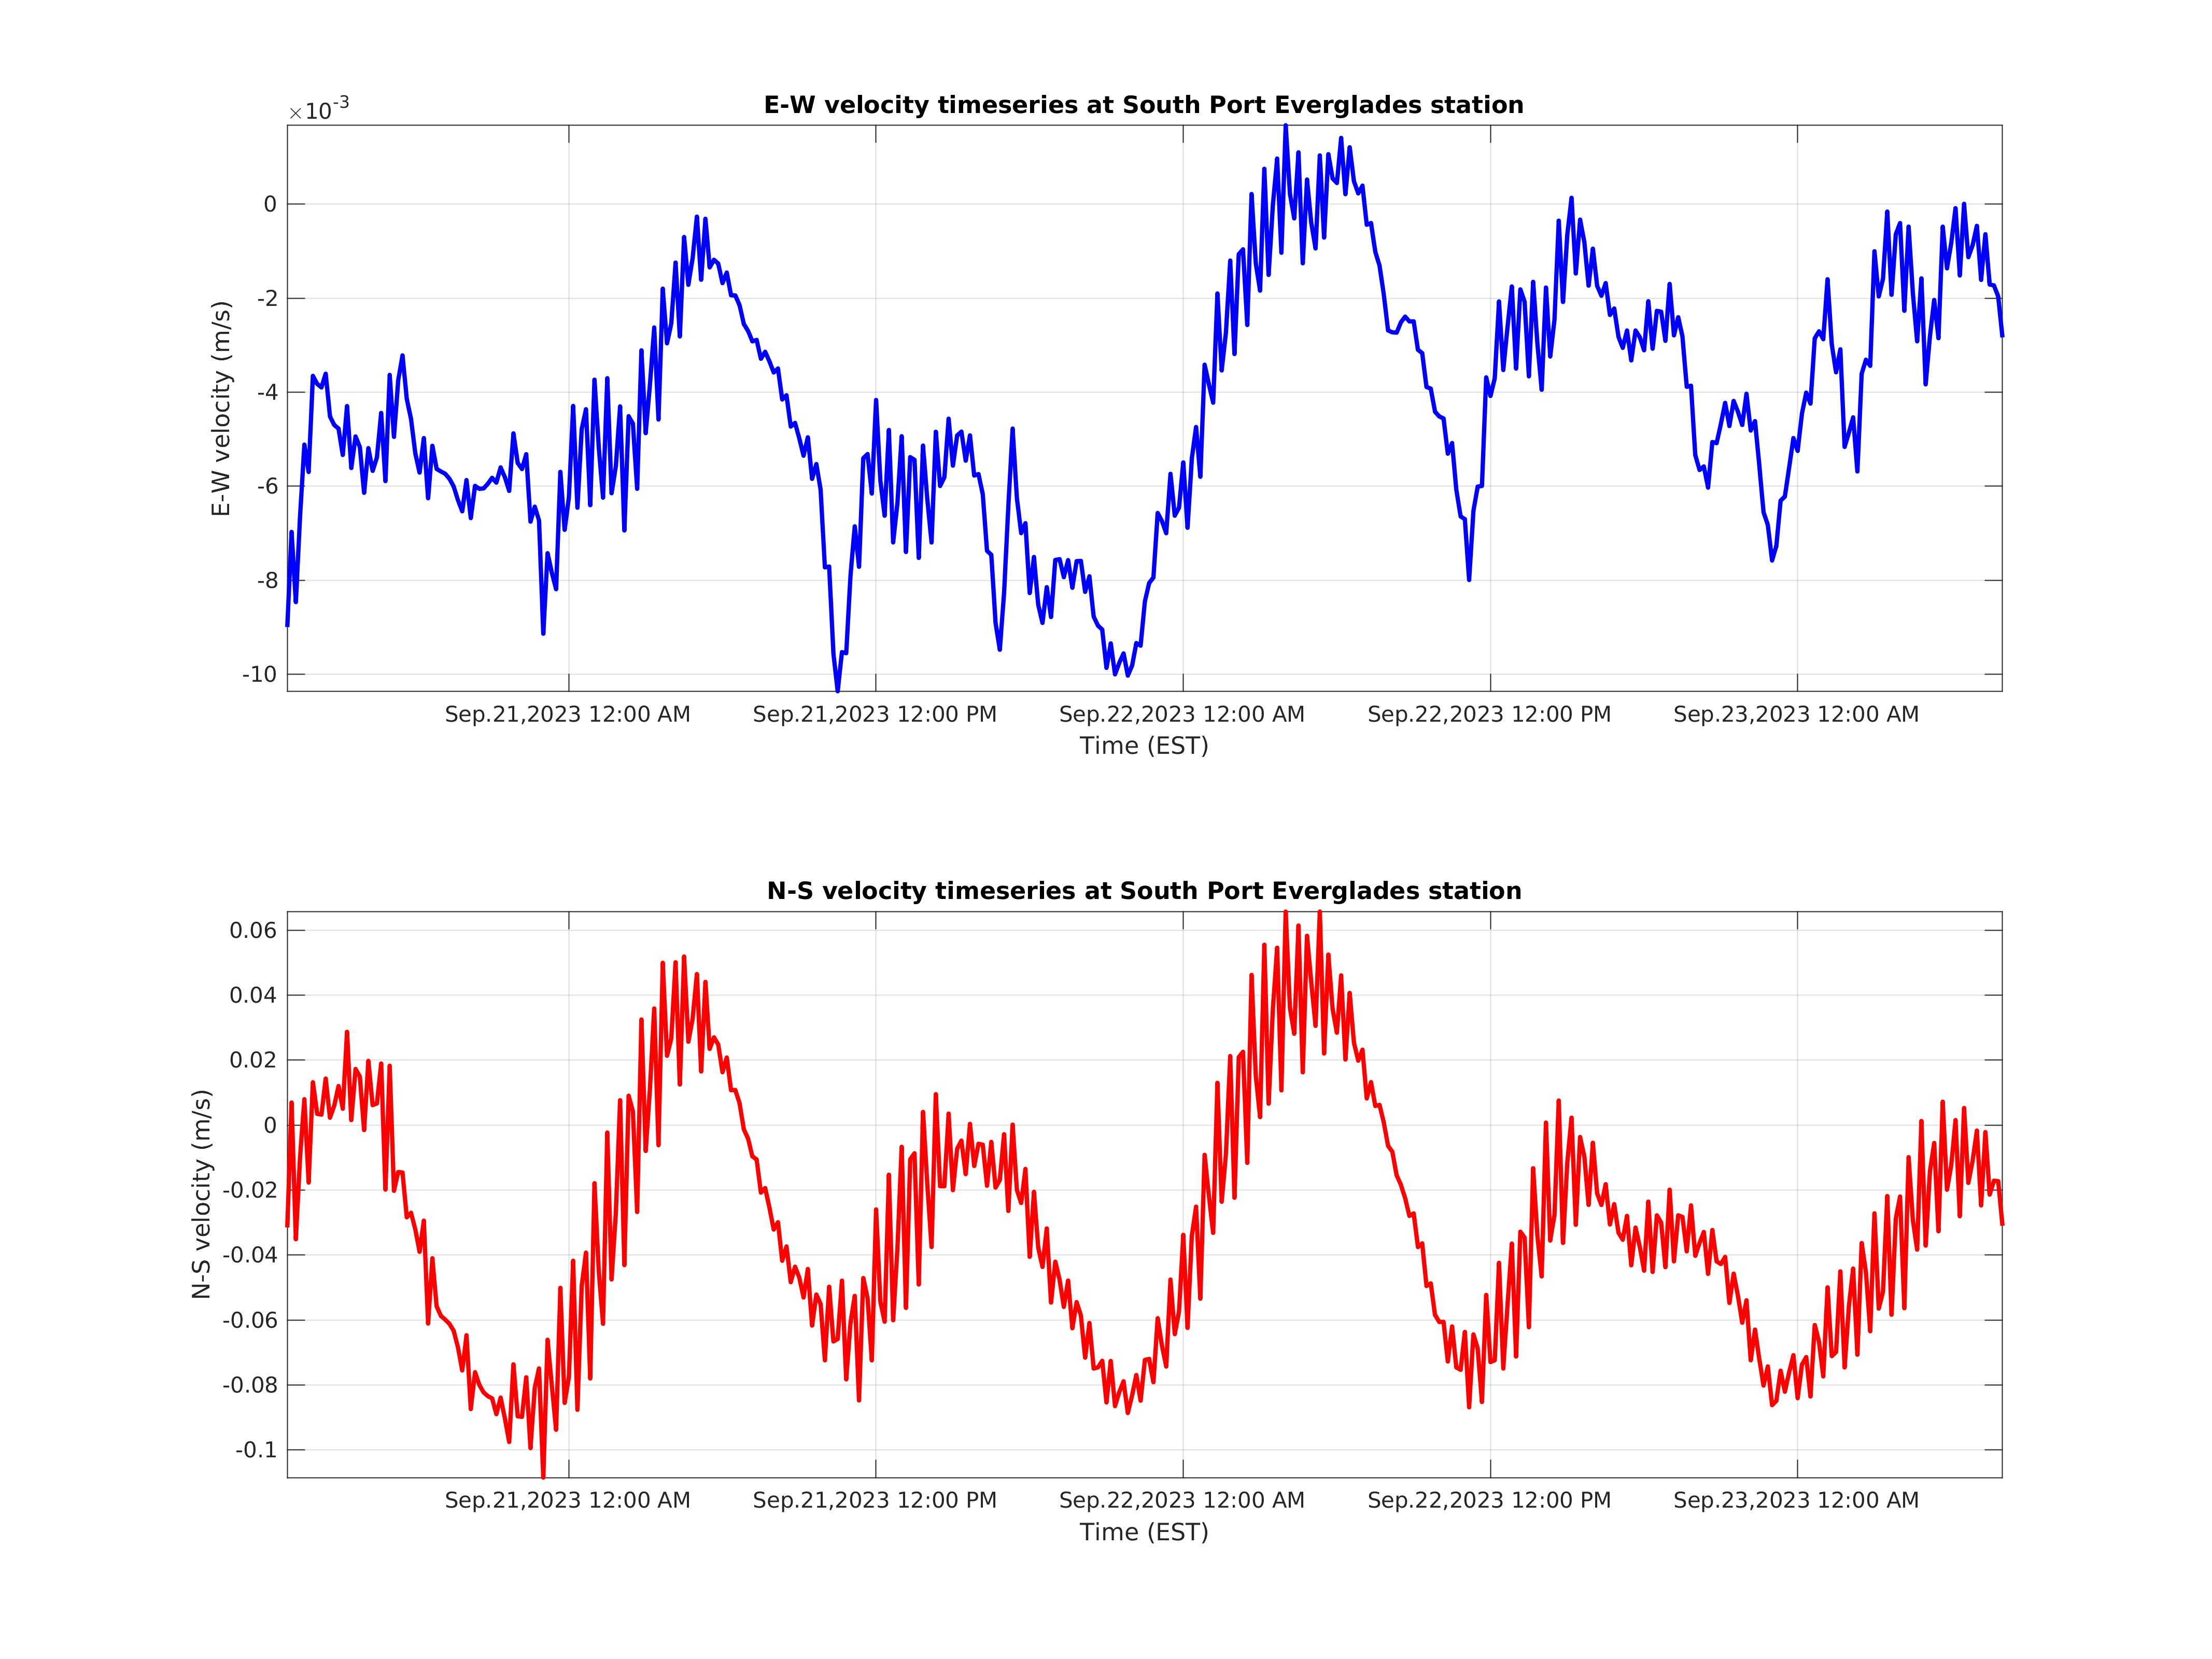 E-W velocity timeseries at South Port Everglades station
×10-3
0
-2
-4
-6
-8
-10
E-W velocity (m/s)
Sep.21,2023 12:00 AM Sep.21,2023 12:00 PM Sep.22,2023 12:00 AM Sep.22,2023 12:00 PM Sep.23,2023 12:00 AM
Time (EST)
N-S velocity timeseries at South Port Everglades station
0.06
0.04
0.02
0
-0.02
-0.04
-0.06
-0.08
-0.1
N-S velocity (m/s)
Sep.21,2023 12:00 AM Sep.21,2023 12:00 PM Sep.22,2023 12:00 AM Sep.22,2023 12:00 PM Sep.23,2023 12:00 AM
Time (EST)